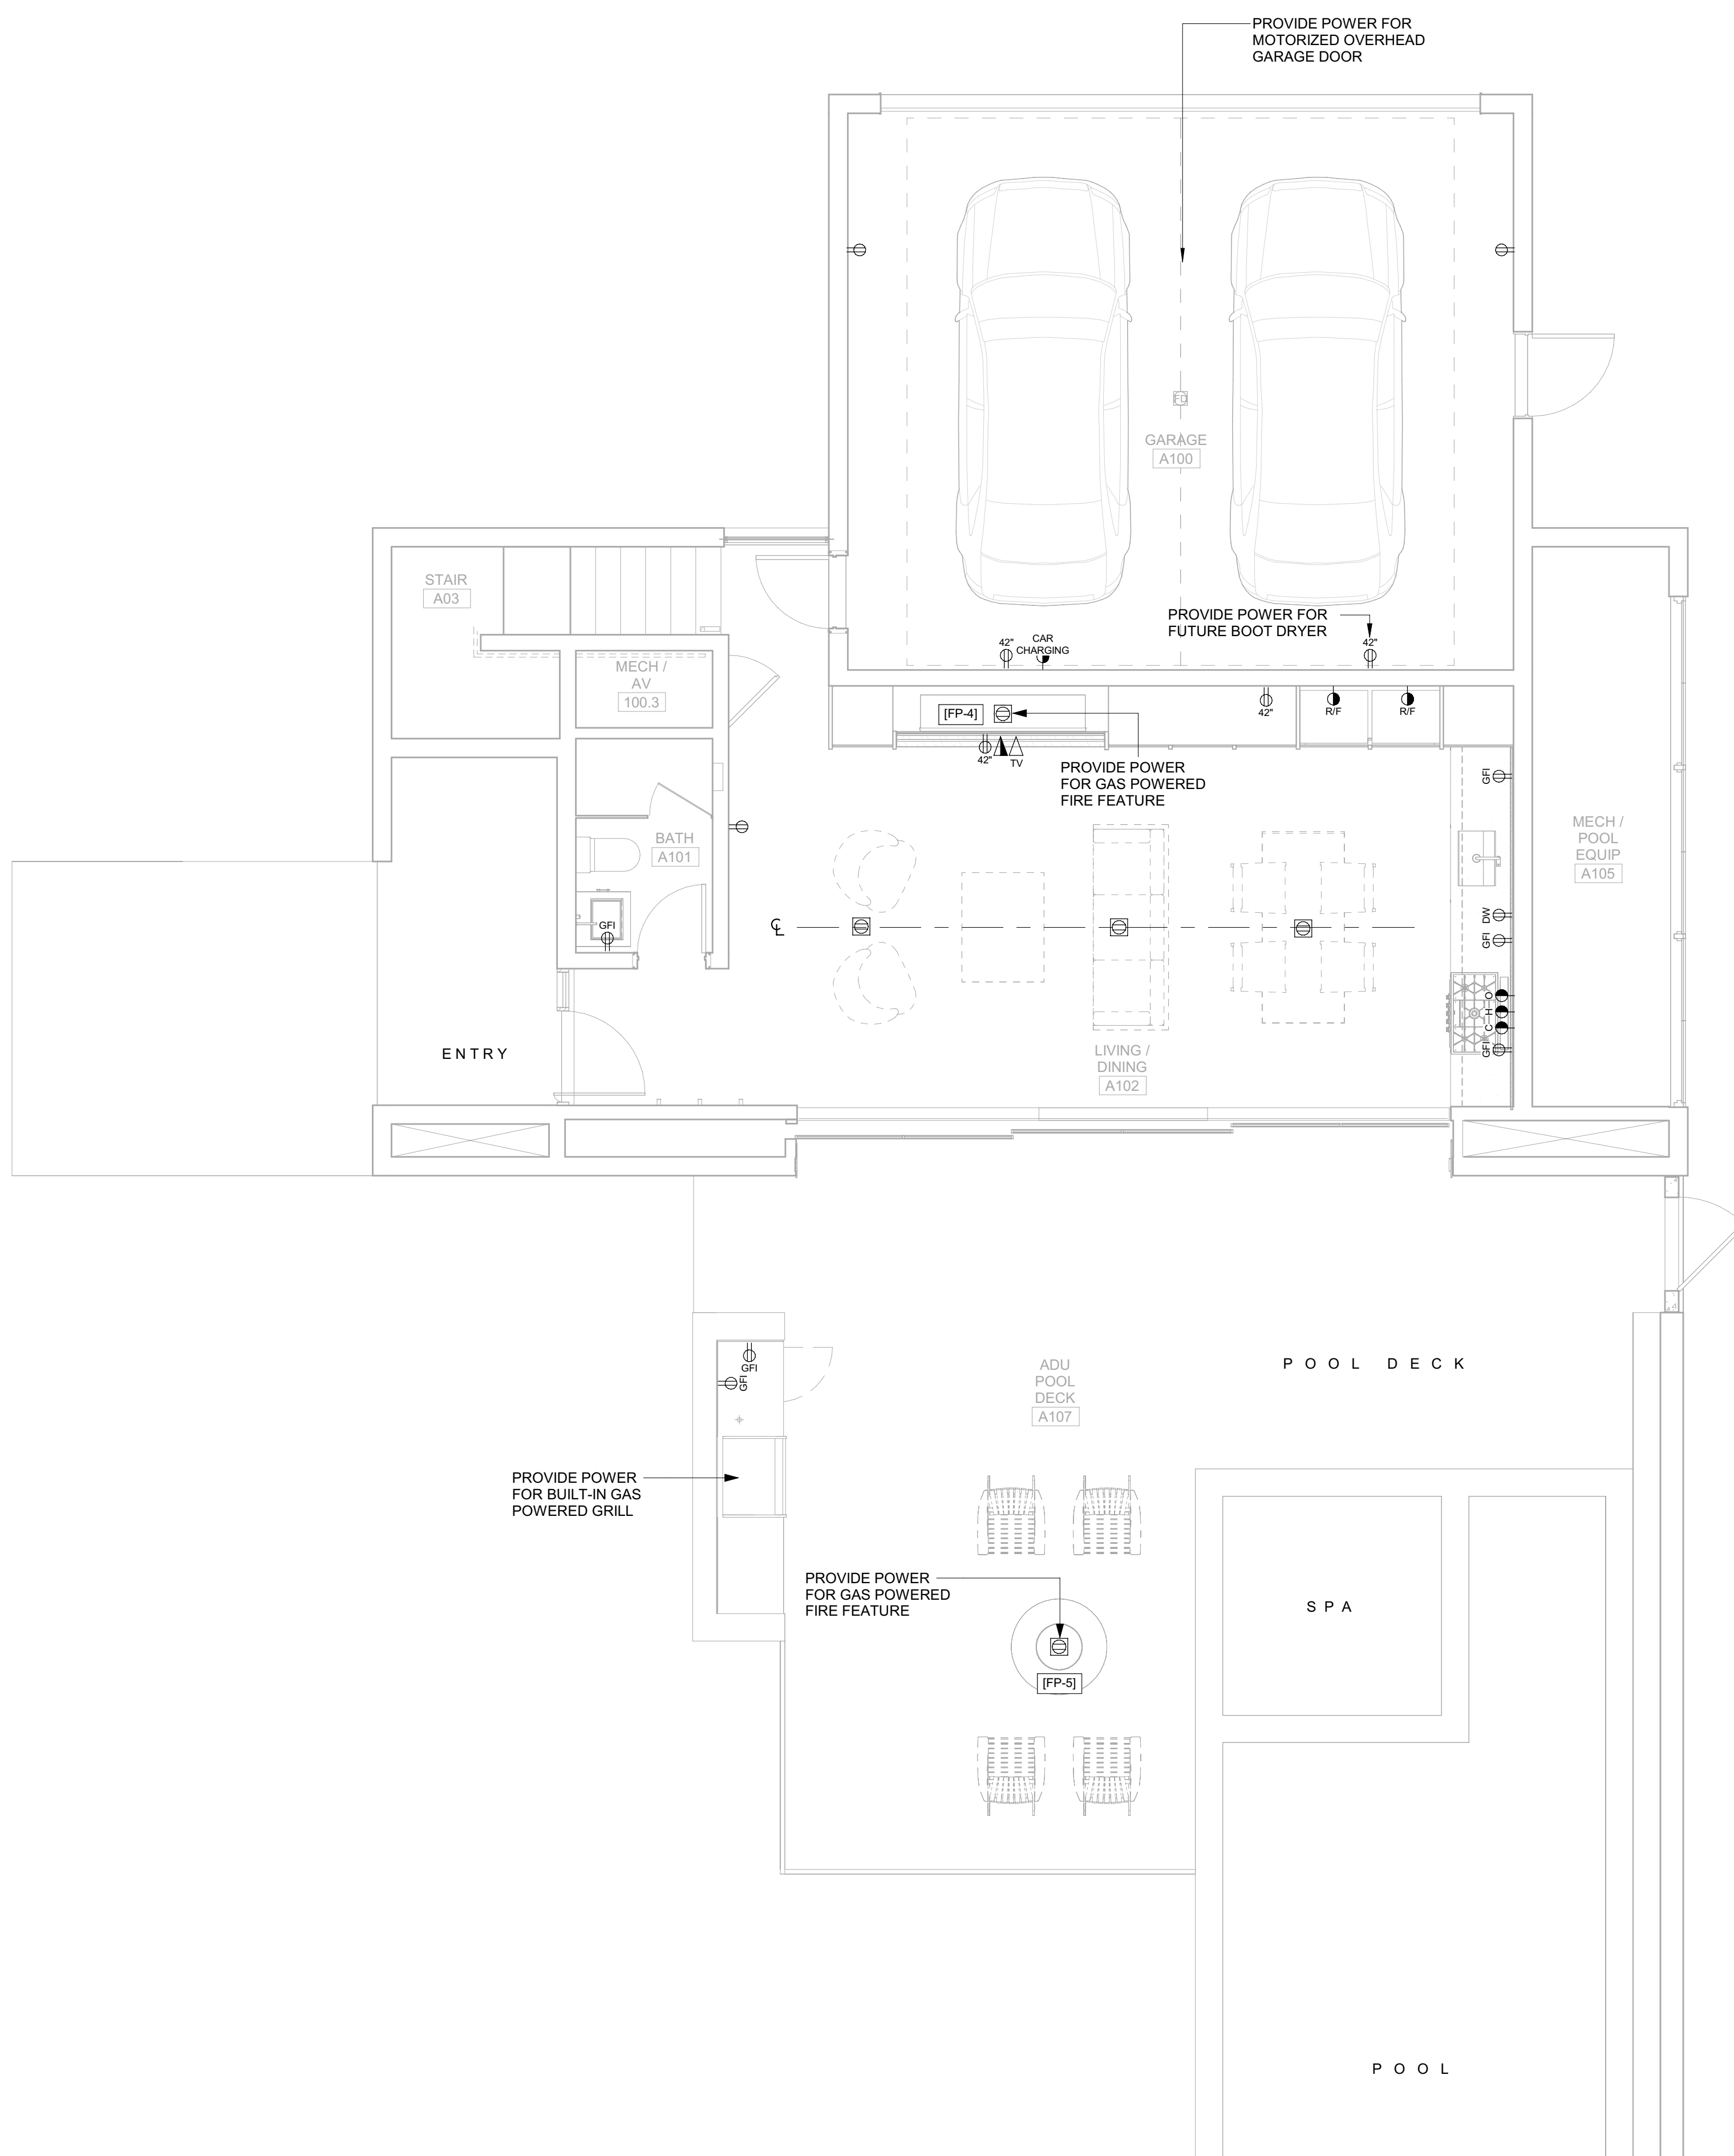 PROVIDE POWER FOR
MOTORIZED OVERHEAD
GARAGE DOOR
FD
GARAGE
A100
STAIR
A03
PROVIDE POWER FOR
FUTURE BOOT DRYER
42"
CAR
CHARGING
42"
MECH /
AV
100.3
[FP-4]
42"
R/F
R/F
42"
TV
PROVIDE POWER
FOR GAS POWERED
FIRE FEATURE
GFI
MECH /
POOL
EQUIP
A105
BATH
A101
GFI
℄
DW
GFI
O
H
C
GFI
ENTRY
LIVING /
DINING
A102
GFI
GFI
ADU
POOL
DECK
A107
POOL DECK
PROVIDE POWER
FOR BUILT-IN GAS
POWERED GRILL
PROVIDE POWER
FOR GAS POWERED
FIRE FEATURE
SPA
[FP-5]
POOL